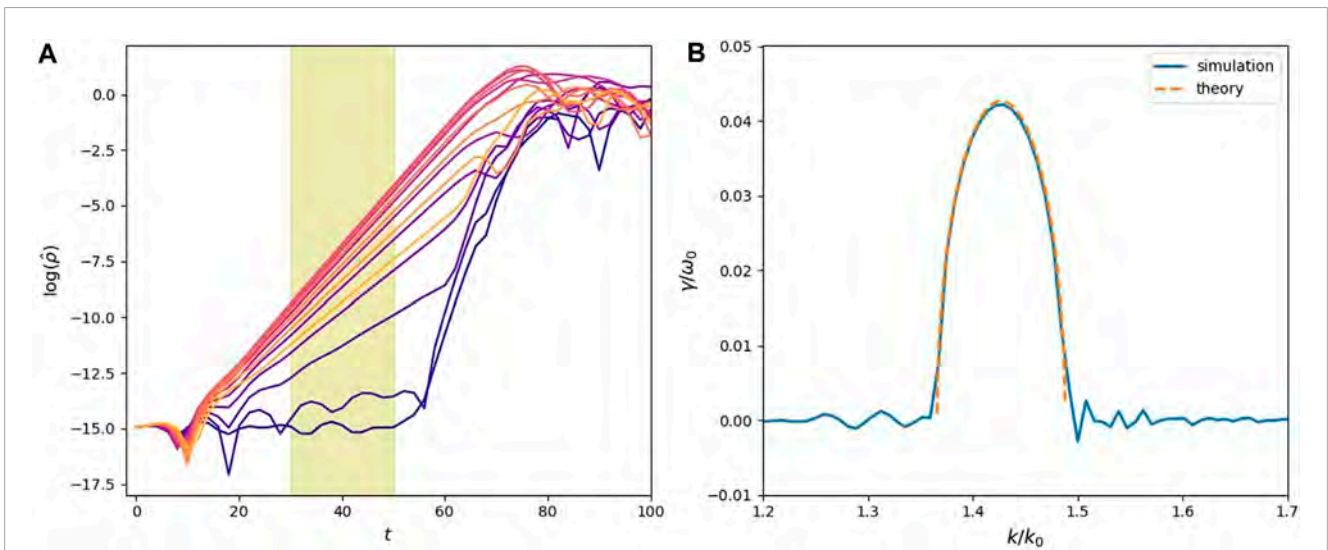 A
log(ρ̂)
0.0
−2.5
−5.0
−7.5
−10.0
−12.5
−15.0
−17.5
0 20 40 60 80 100
t
B
γ/ω₀
0.05
0.04
0.03
0.02
0.01
0.00
−0.01
simulation
theory
1.2 1.3 1.4 1.5 1.6 1.7
k/k₀